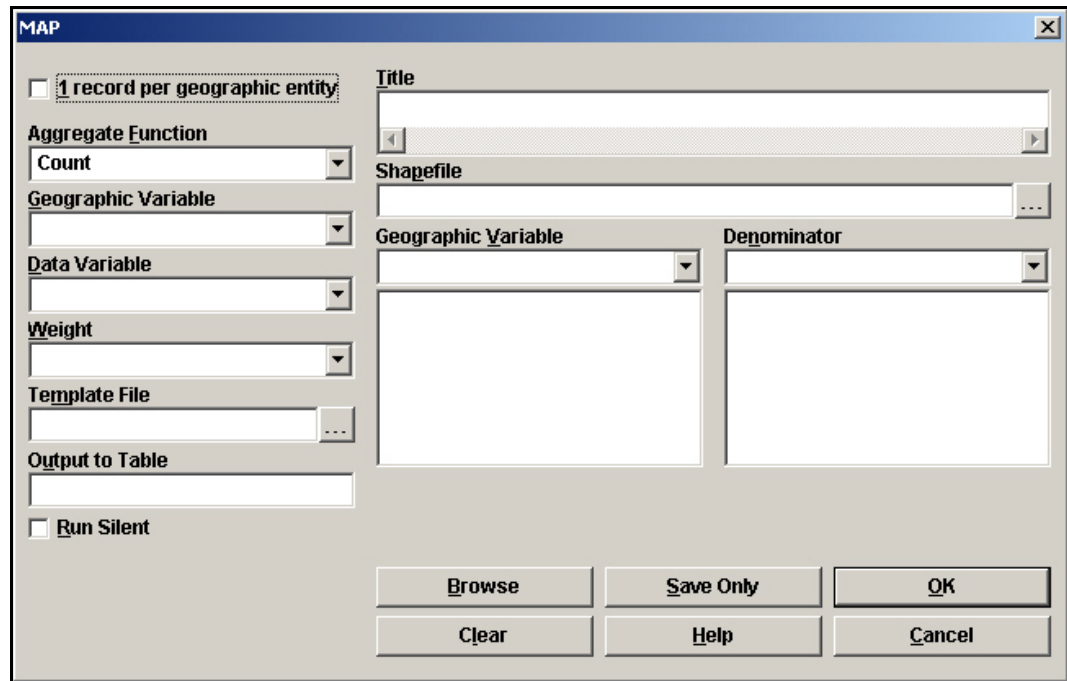 MAP
1 record per geographic entity
Aggregate Function
Count
Geographic Variable
Data Variable
Weight
Template File
...
Output to Table
Run Silent
Title
Shapefile
...
Geographic Variable
Denominator
Browse
Save Only
OK
Clear
Help
Cancel